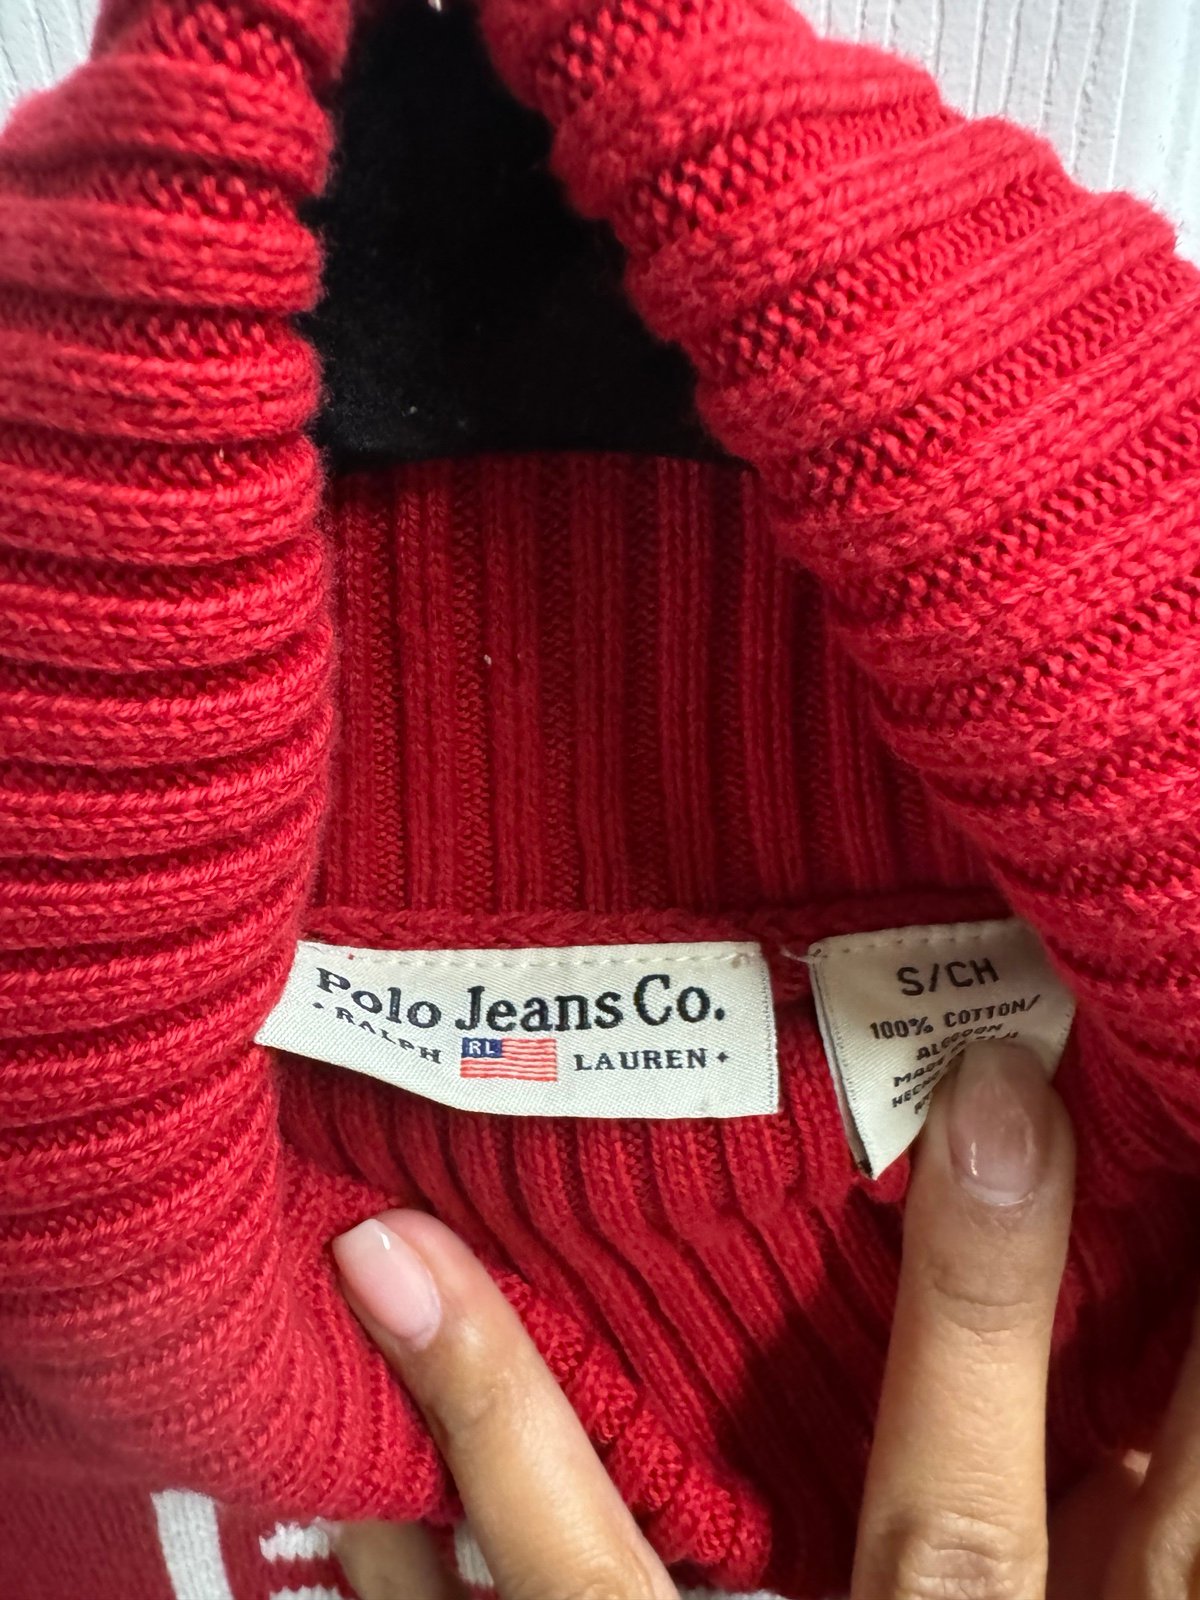 Polo Jeans Co.
• RALPH RL LAUREN •
S/CH
100% COTTON/
ALGODON